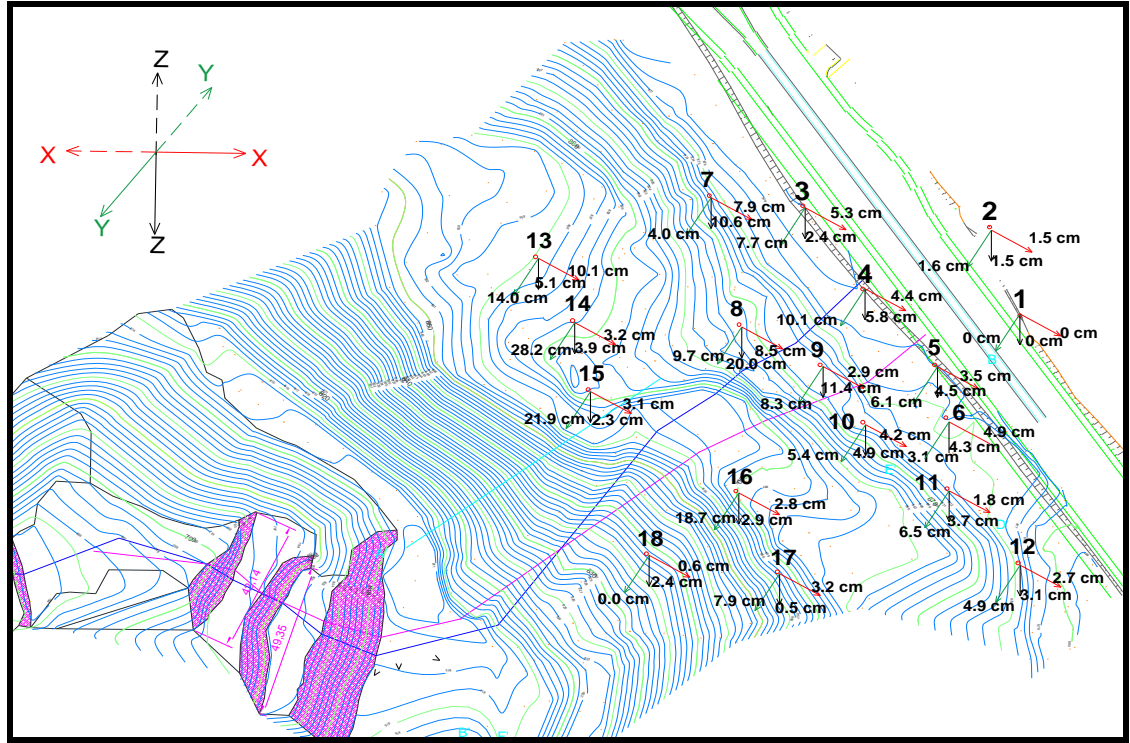 Z
Y
X
X
Y
Z
7
7.9 cm
10.6 cm
4.0 cm
3
5.3 cm
2.4 cm
7.7 cm
2
1.5 cm
1.5 cm
1.6 cm
13
10.1 cm
5.1 cm
14.0 cm
4
4.4 cm
5.8 cm
10.1 cm
1
0 cm
0 cm
0 cm
B
14
3.2 cm
3.9 cm
28.2 cm
8
8.5 cm
20.0 cm
9.7 cm
9
2.9 cm
11.4 cm
8.3 cm
5
3.5 cm
4.5 cm
6.1 cm
15
3.1 cm
2.3 cm
21.9 cm
10
4.2 cm
4.9 cm
5.4 cm
6
4.9 cm
4.3 cm
3.1 cm
F
16
2.8 cm
2.9 cm
18.7 cm
11
1.8 cm
3.7 cm
6.5 cm
18
0.6 cm
2.4 cm
0.0 cm
17
3.2 cm
0.5 cm
7.9 cm
12
2.7 cm
3.1 cm
4.9 cm
49,35